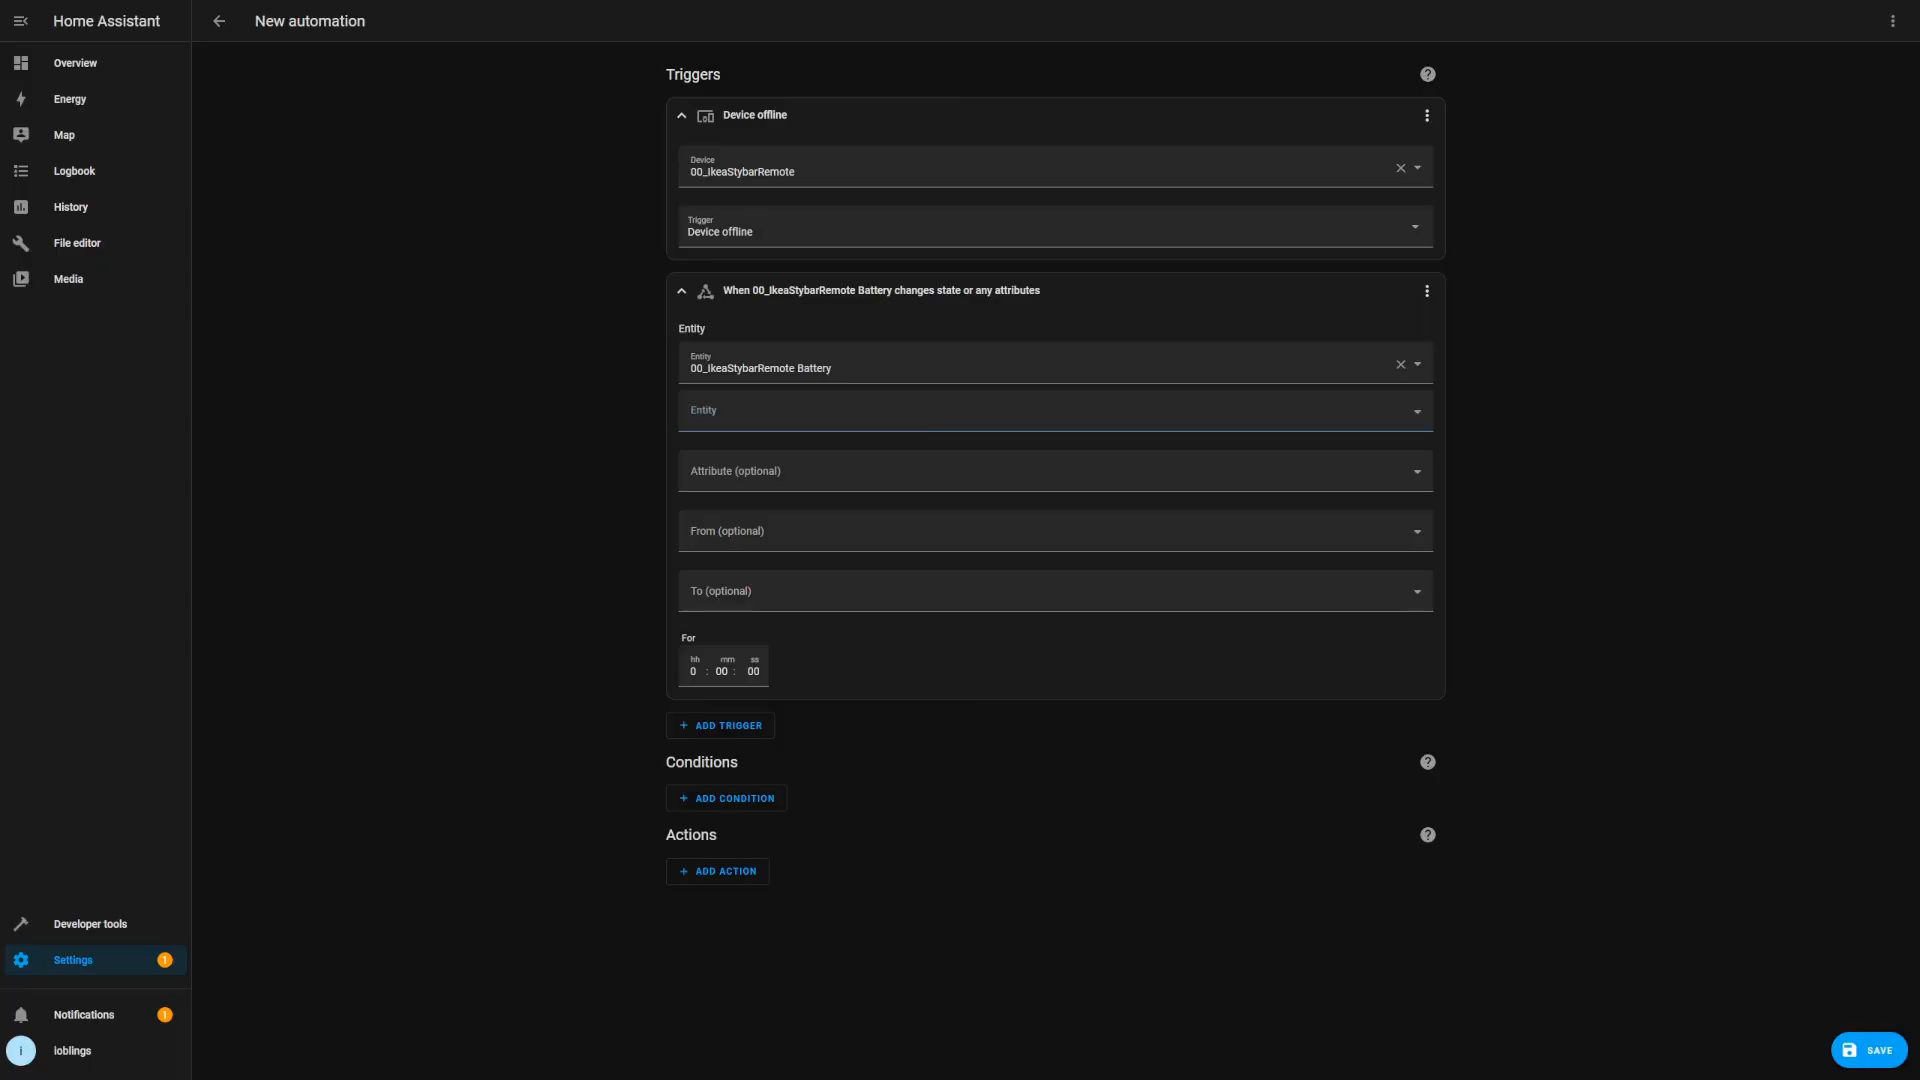 Home Assistant
New automation
Overview
Energy
Map
Logbook
History
File editor
Media
Developer tools
Settings
1
Notifications
1
i
ioblings
Triggers
?
Device offline
Device
00_IkeaStybarRemote
Trigger
Device offline
When 00_IkeaStybarRemote Battery changes state or any attributes
Entity
Entity
00_IkeaStybarRemote Battery
Entity
Attribute (optional)
From (optional)
To (optional)
For
hh mm ss
0 : 00 : 00
+ ADD TRIGGER
Conditions
?
+ ADD CONDITION
Actions
?
+ ADD ACTION
SAVE